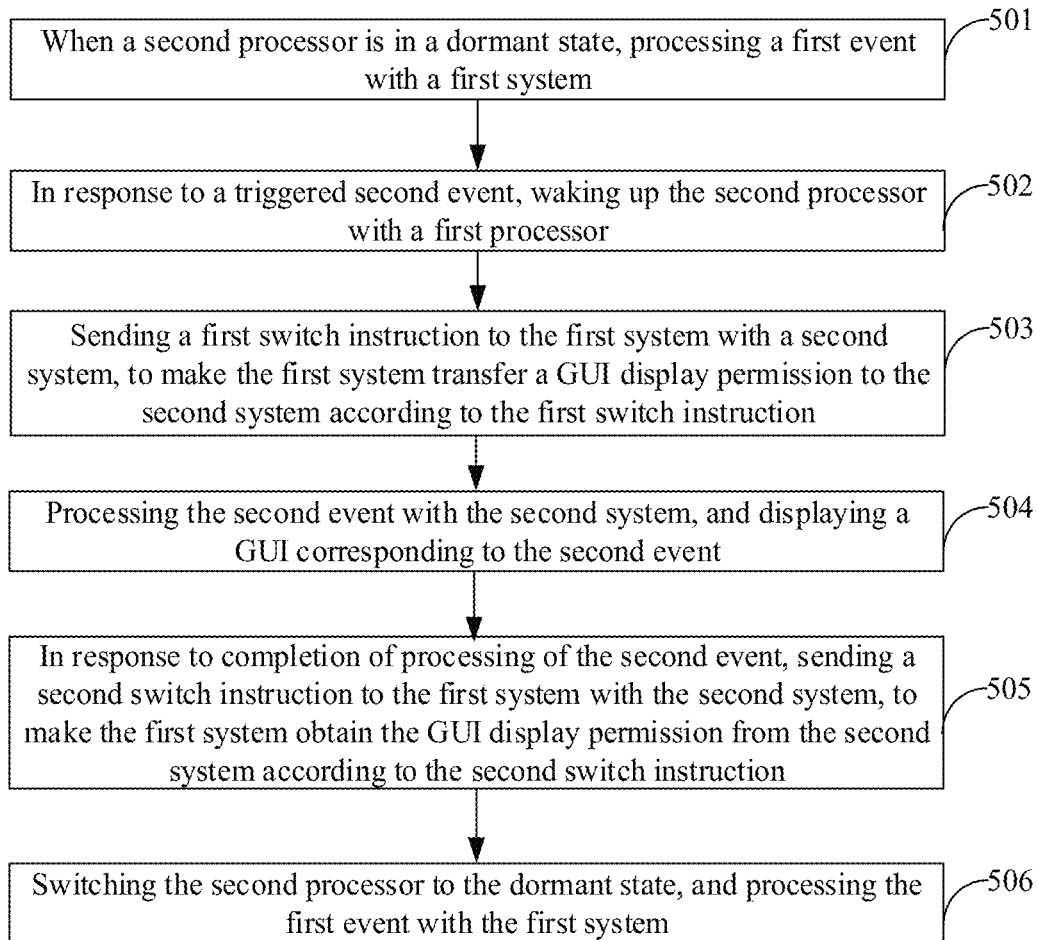 When a second processor is in a dormant state, processing a first event
with a first system
501
In response to a triggered second event, waking up the second processor
with a first processor
502
Sending a first switch instruction to the first system with a second
system, to make the first system transfer a GUI display permission to the
second system according to the first switch instruction
503
Processing the second event with the second system, and displaying a
GUI corresponding to the second event
504
In response to completion of processing of the second event, sending a
second switch instruction to the first system with the second system, to
make the first system obtain the GUI display permission from the second
system according to the second switch instruction
505
Switching the second processor to the dormant state, and processing the
first event with the first system
506